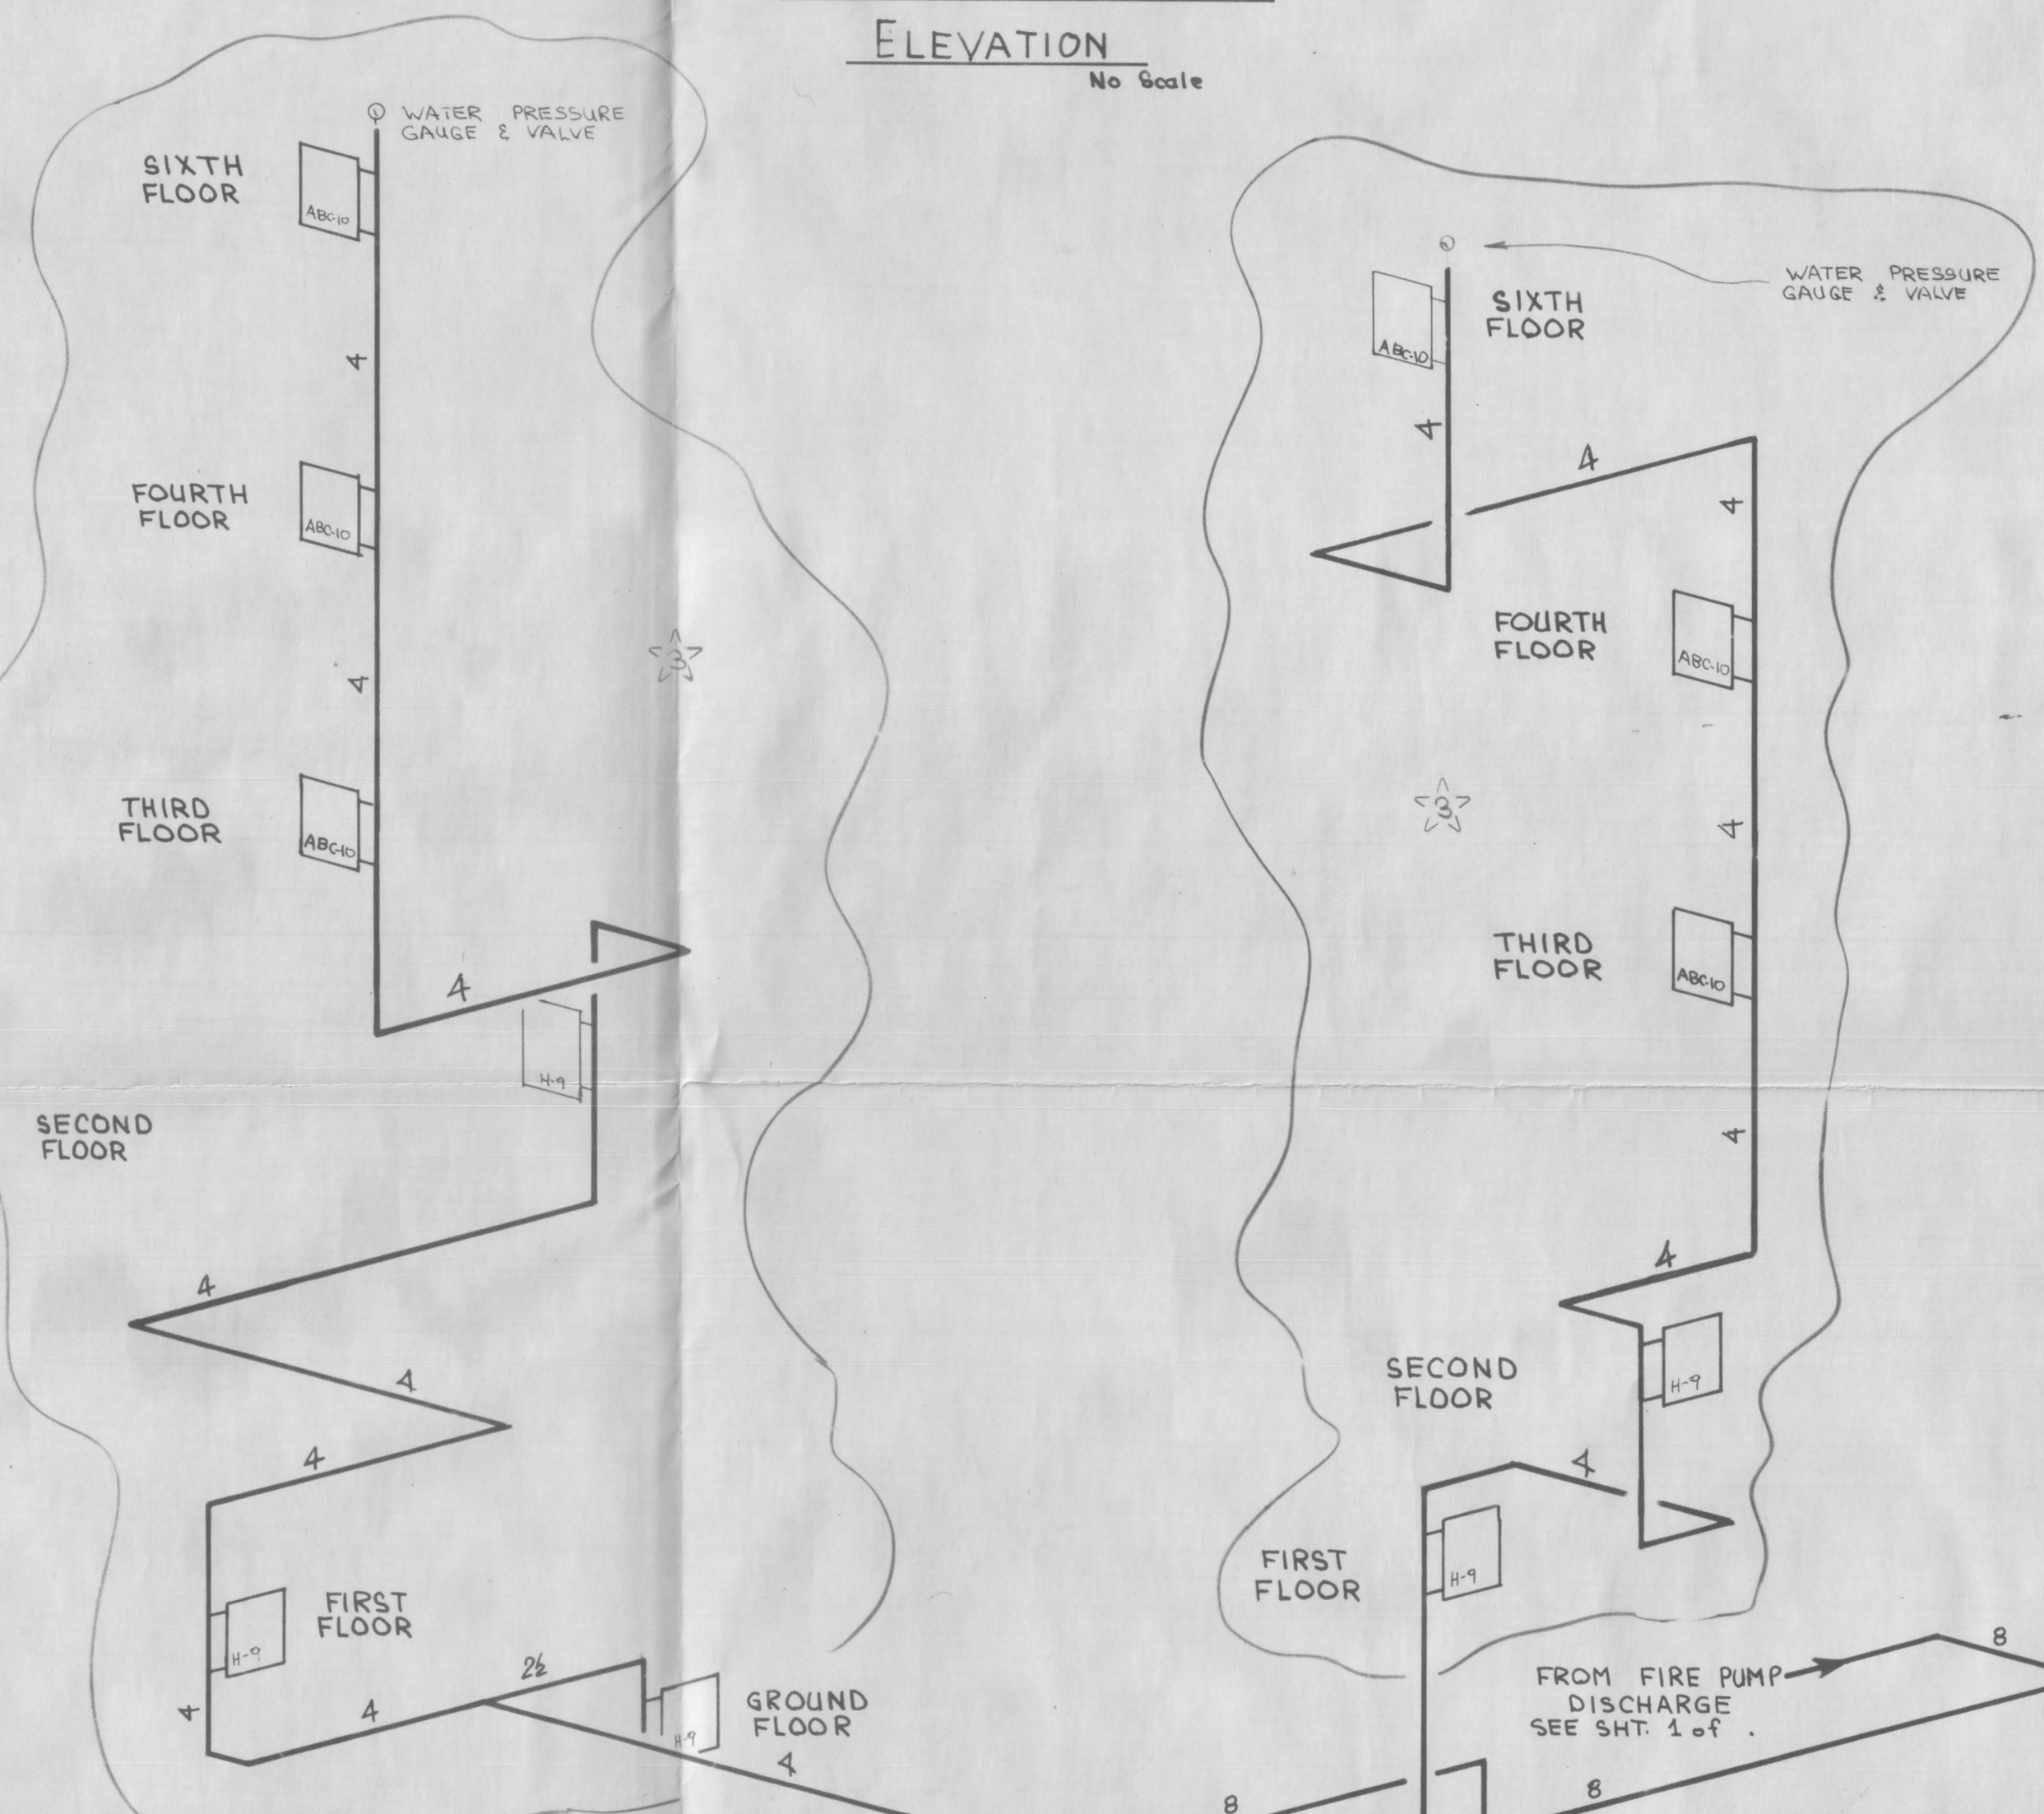 ELEVATION
No Scale
WATER PRESSURE
GAUGE & VALVE
SIXTH
FLOOR
ABC-10
4
FOURTH
FLOOR
ABC-10
4
3
THIRD
FLOOR
ABC-10
4
H-9
SECOND
FLOOR
4
4
4
FIRST
FLOOR
H-9
4
4
2½
GROUND
FLOOR
H-9
4
WATER PRESSURE
GAUGE & VALVE
SIXTH
FLOOR
ABC-10
4
4
4
FOURTH
FLOOR
ABC-10
3
4
THIRD
FLOOR
ABC-10
4
4
SECOND
FLOOR
H-9
4
FIRST
FLOOR
H-9
FROM FIRE PUMP
DISCHARGE
SEE SHT. 1 of .
8
8
8